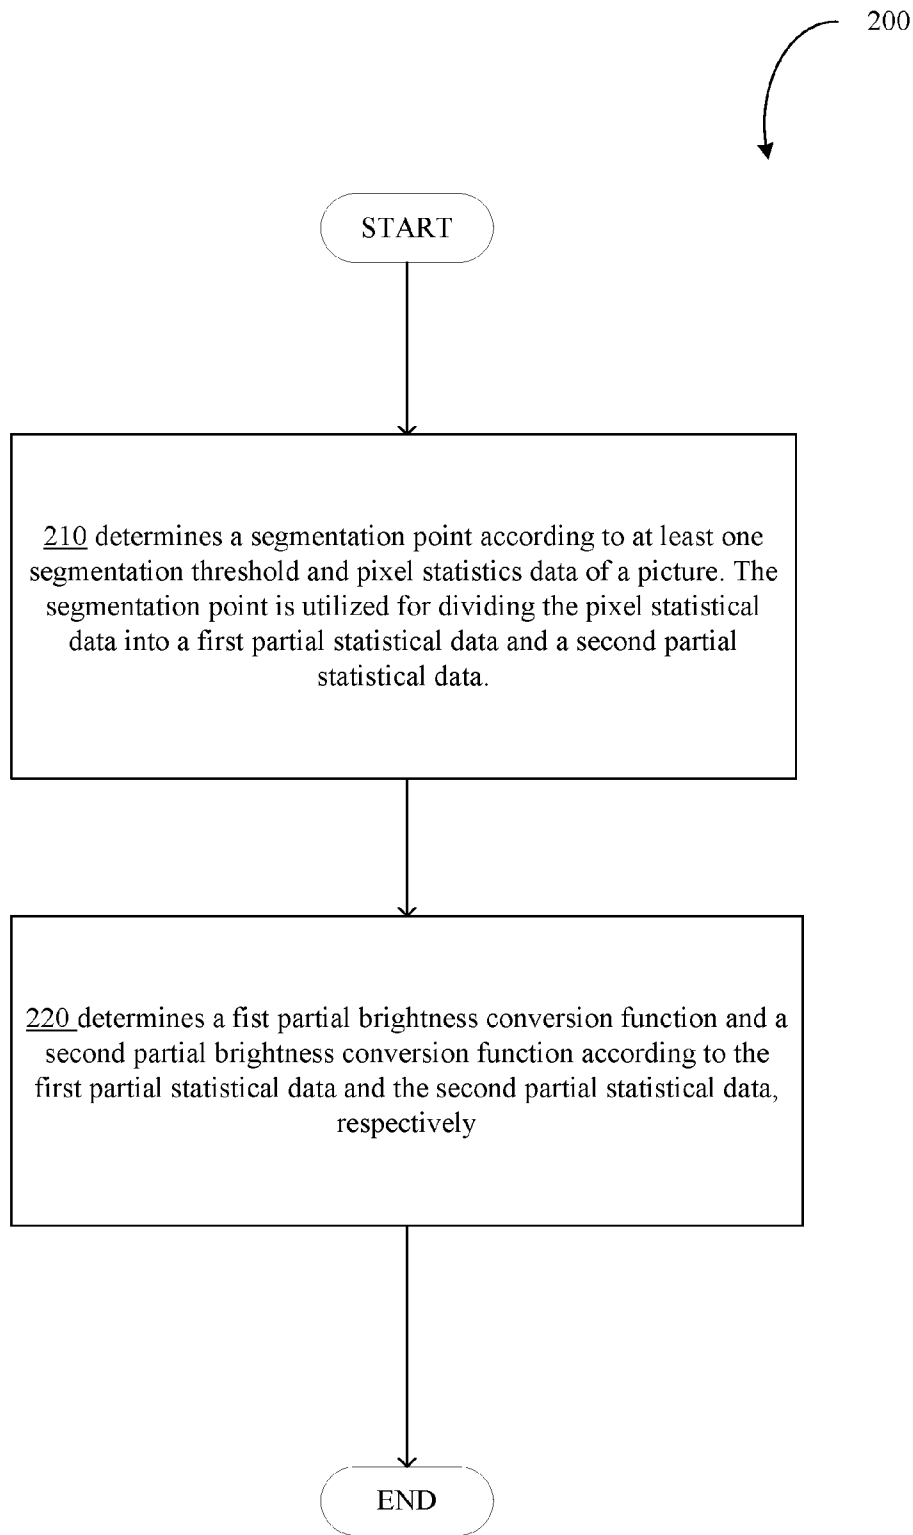 200
START
210 determines a segmentation point according to at least one
segmentation threshold and pixel statistics data of a picture. The
segmentation point is utilized for dividing the pixel statistical
data into a first partial statistical data and a second partial
statistical data.
220 determines a fist partial brightness conversion function and a
second partial brightness conversion function according to the
first partial statistical data and the second partial statistical data,
respectively
END